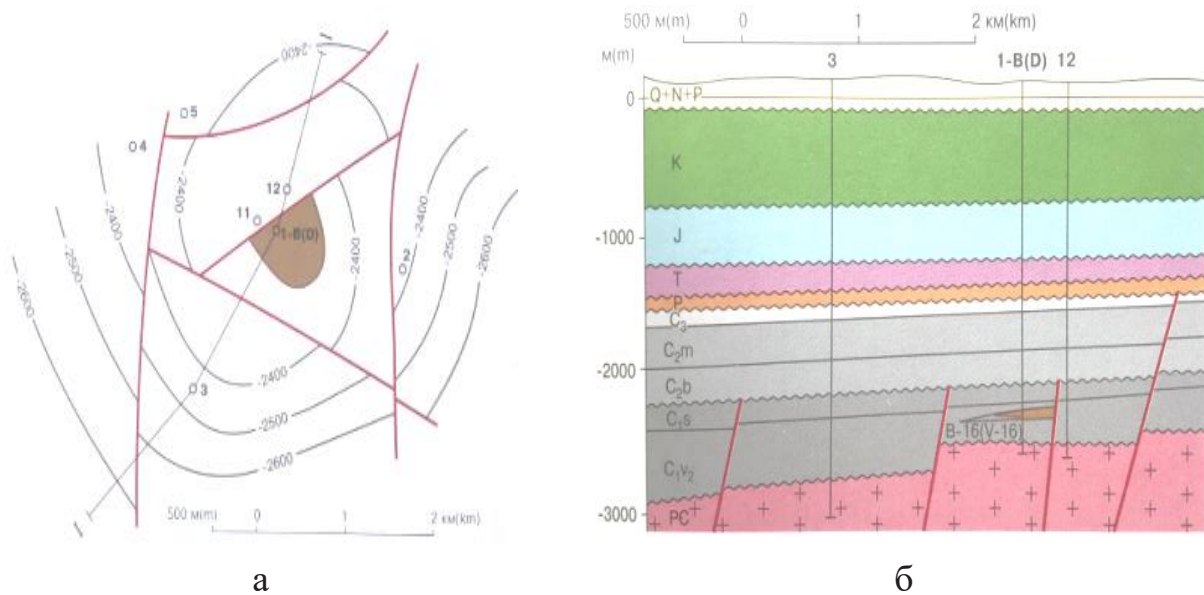 500 м(m) 0 1 2 км(km)
м(m)
3 1-В(D) 12
0
Q+N+P
K
-1000
J
T
P
C₃
C₂m
-2000
C₂b
C₁s
В-16(V-16)
C₁v₂
-3000
PC
I
-2400
5
4
-2400
12
11
1-В(D)
-2400
2
-2400
-2500
-2600
-2400
-2500
-2600
3
-2400
-2500
-2600
I
500 м(m) 0 1 2 км(km)
а
б